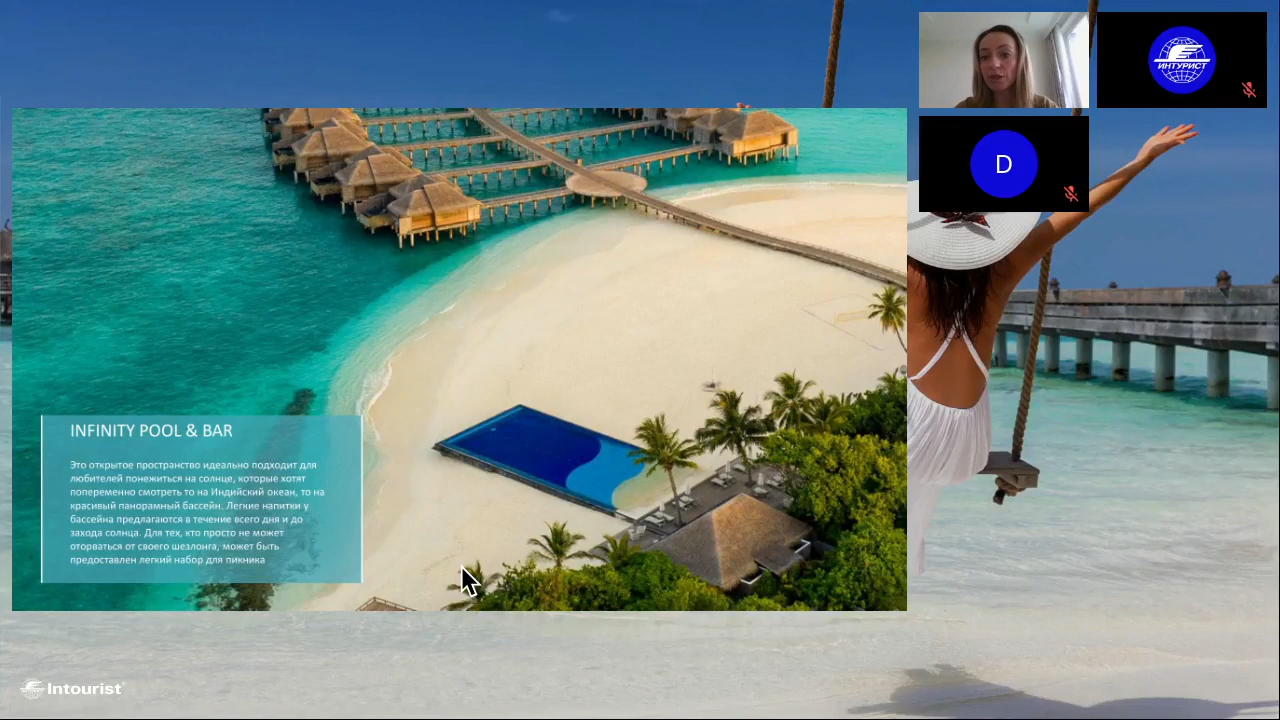 ИНТУРИСТ
D
INFINITY POOL & BAR
Это открытое пространство идеально подходит для
любителей понежиться на солнце, которые хотят
попеременно смотреть то на Индийский океан, то на
красивый панорамный бассейн. Легкие напитки у
бассейна предлагаются в течение всего дня и до
захода солнца. Для тех, кто просто не может
оторваться от своего шезлонга, может быть
предоставлен легкий набор для пикника
Intourist